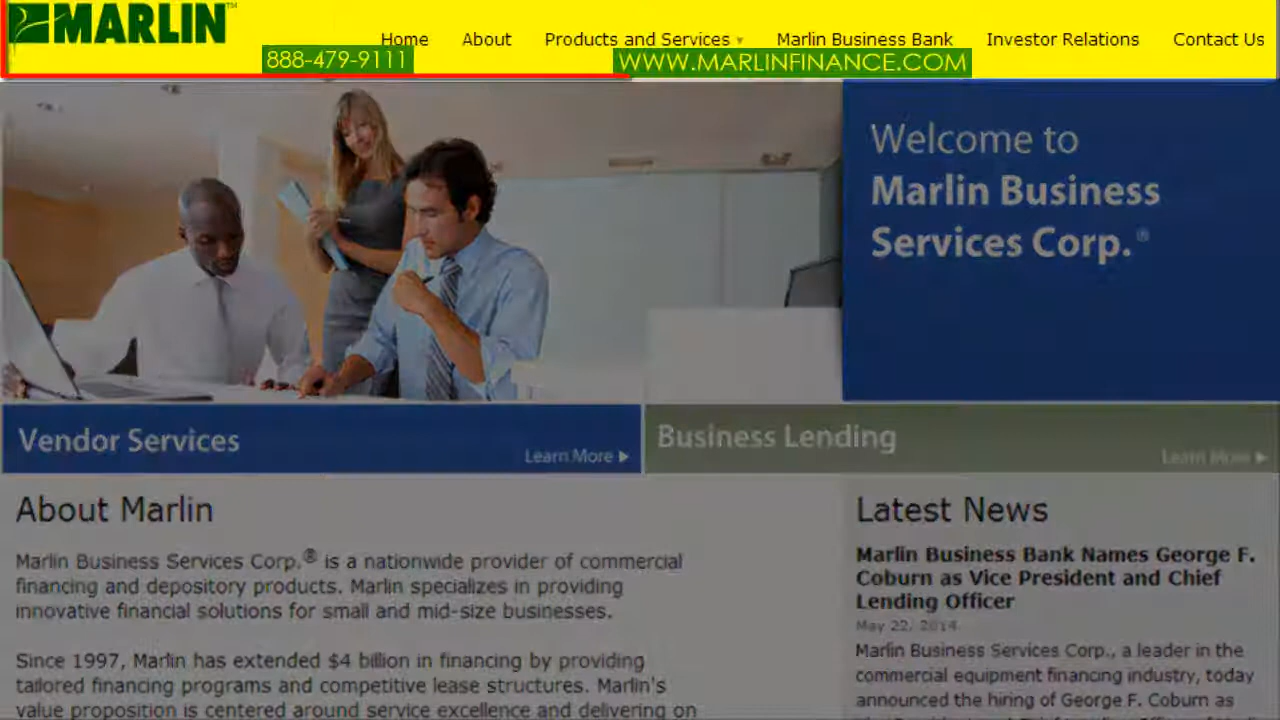 MARLIN™
Home About Products and Services ▾ Marlin Business Bank Investor Relations Contact Us
888-479-9111 WWW.MARLINFINANCE.COM
Welcome to
Marlin Business
Services Corp.®
Vendor Services
Learn More ▶
Business Lending
Learn More ▶
About Marlin
Marlin Business Services Corp.® is a nationwide provider of commercial
financing and depository products. Marlin specializes in providing
innovative financial solutions for small and mid-size businesses.
Since 1997, Marlin has extended $4 billion in financing by providing
tailored financing programs and competitive lease structures. Marlin's
value proposition is centered around service excellence and delivering on
Latest News
Marlin Business Bank Names George F.
Coburn as Vice President and Chief
Lending Officer
May 22, 2014
Marlin Business Services Corp., a leader in the
commercial equipment financing industry, today
announced the hiring of George F. Coburn as